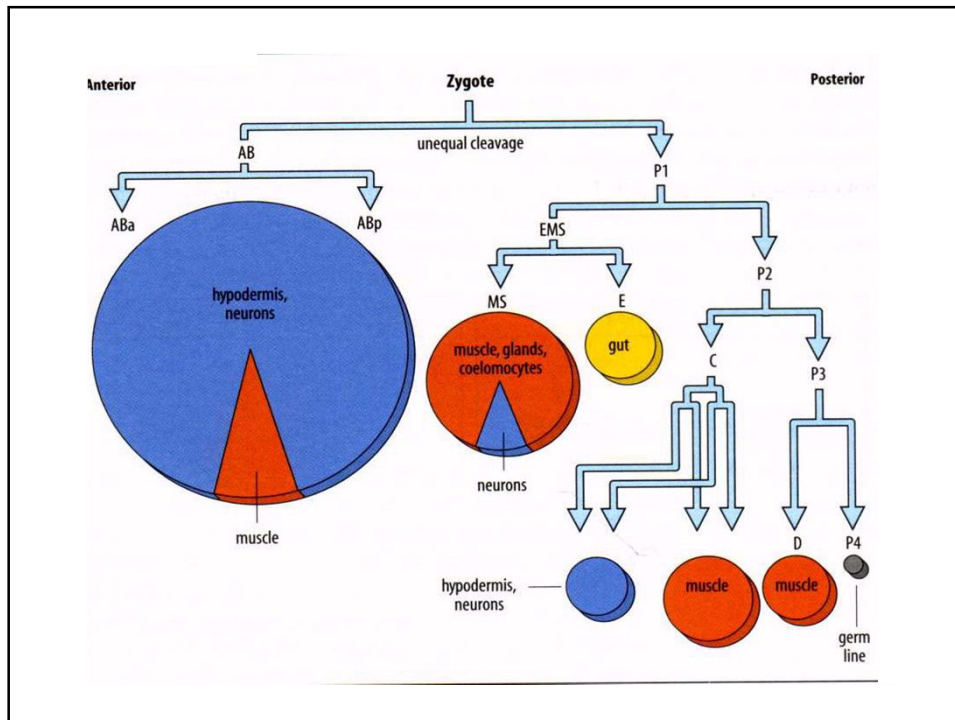 Anterior
Zygote
Posterior
unequal cleavage
AB
P1
ABa
ABp
EMS
P2
hypodermis,
neurons
MS
E
muscle, glands,
coelomocytes
gut
C
P3
neurons
muscle
D
P4
hypodermis,
neurons
muscle
muscle
germ
line